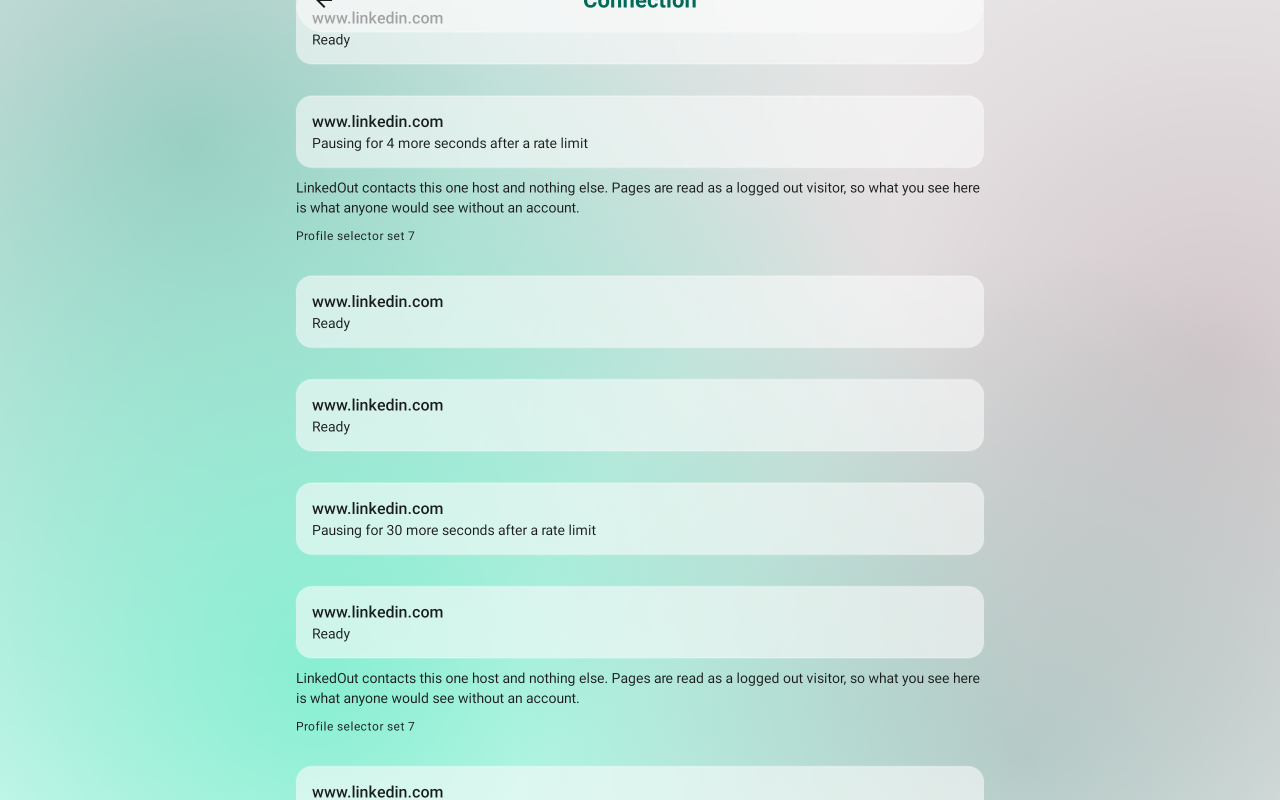 Connection
www.linkedin.com
Ready
www.linkedin.com
Pausing for 4 more seconds after a rate limit
LinkedOut contacts this one host and nothing else. Pages are read as a logged out visitor, so what you see here
is what anyone would see without an account.
Profile selector set 7
www.linkedin.com
Ready
www.linkedin.com
Ready
www.linkedin.com
Pausing for 30 more seconds after a rate limit
www.linkedin.com
Ready
LinkedOut contacts this one host and nothing else. Pages are read as a logged out visitor, so what you see here
is what anyone would see without an account.
Profile selector set 7
www.linkedin.com